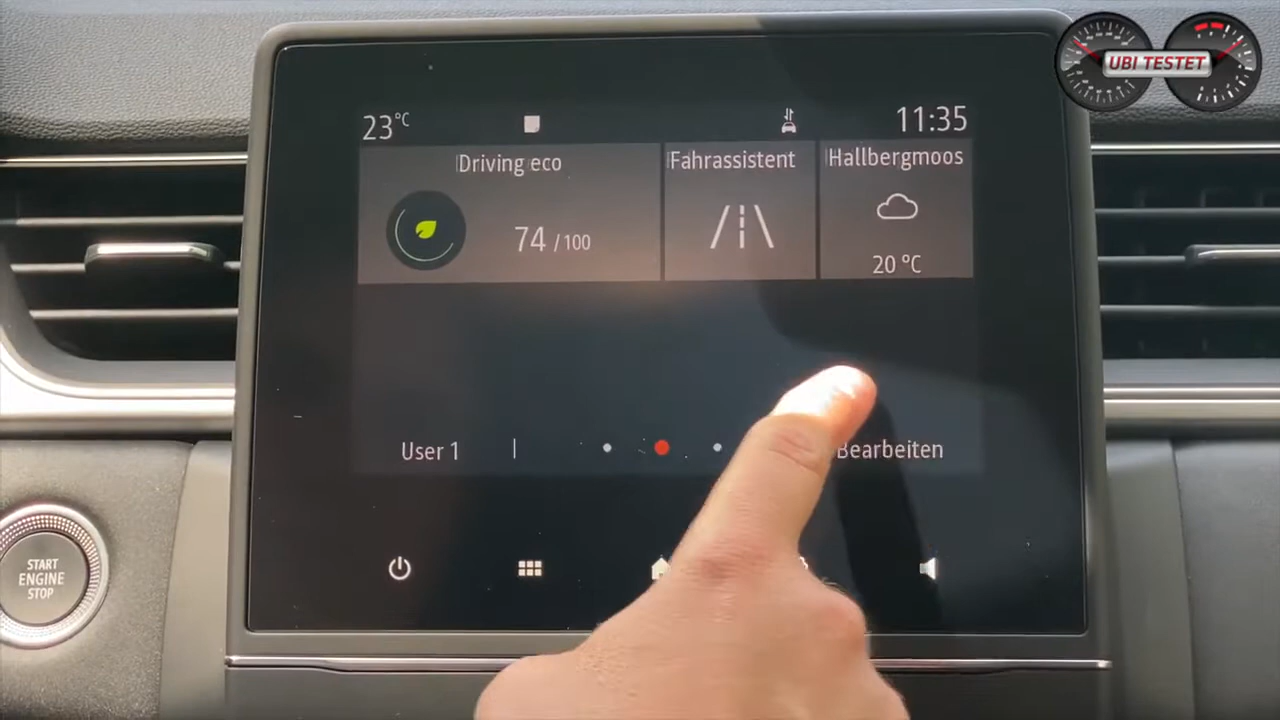 UBI TESTET
23°C
11:35
Driving eco
Fahrassistent
Hallbergmoos
74 / 100
20 °C
User 1
Bearbeiten
START
ENGINE
STOP